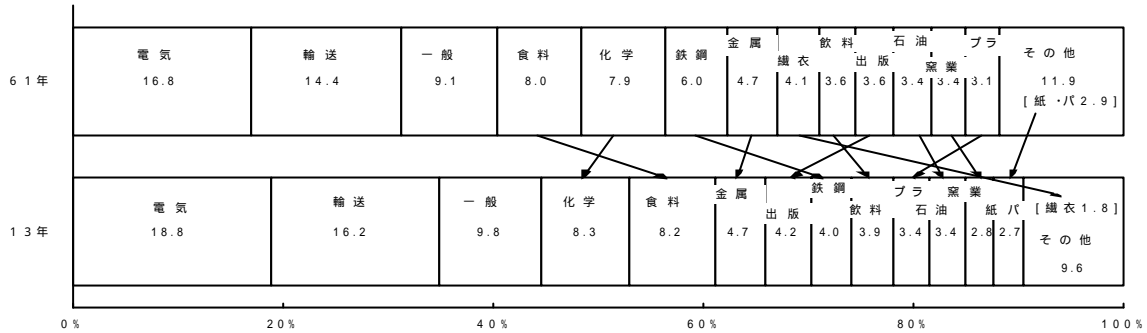 金属 飲料 石油 プラ
電気 輸送 一般 食料 化学 鉄鋼 その他
繊衣 出版 窯業
61年 16.8 14.4 9.1 8.0 7.9 6.0 4.7 4.1 3.6 3.6 3.4 3.4 3.1 11.9
[紙・パ2.9]
鉄鋼 プラ 窯業
金属
電気 輸送 一般 化学 食料 出版 飲料 石油 紙パ [繊衣1.8]
13年 18.8 16.2 9.8 8.3 8.2 4.7 4.2 4.0 3.9 3.4 3.4 2.8 2.7
その他
9.6
0% 20% 40% 60% 80% 100%